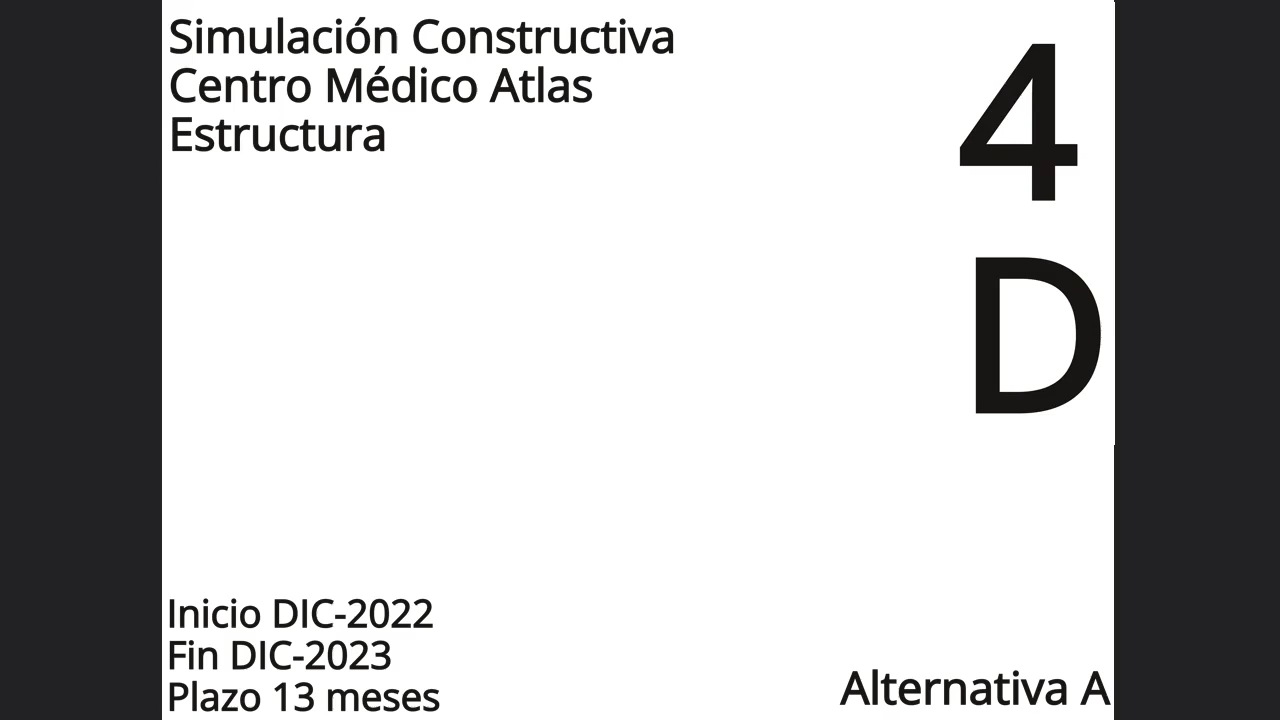 Simulación Constructiva
Centro Médico Atlas
Estructura
4
D
Inicio DIC-2022
Fin DIC-2023
Plazo 13 meses
Alternativa A